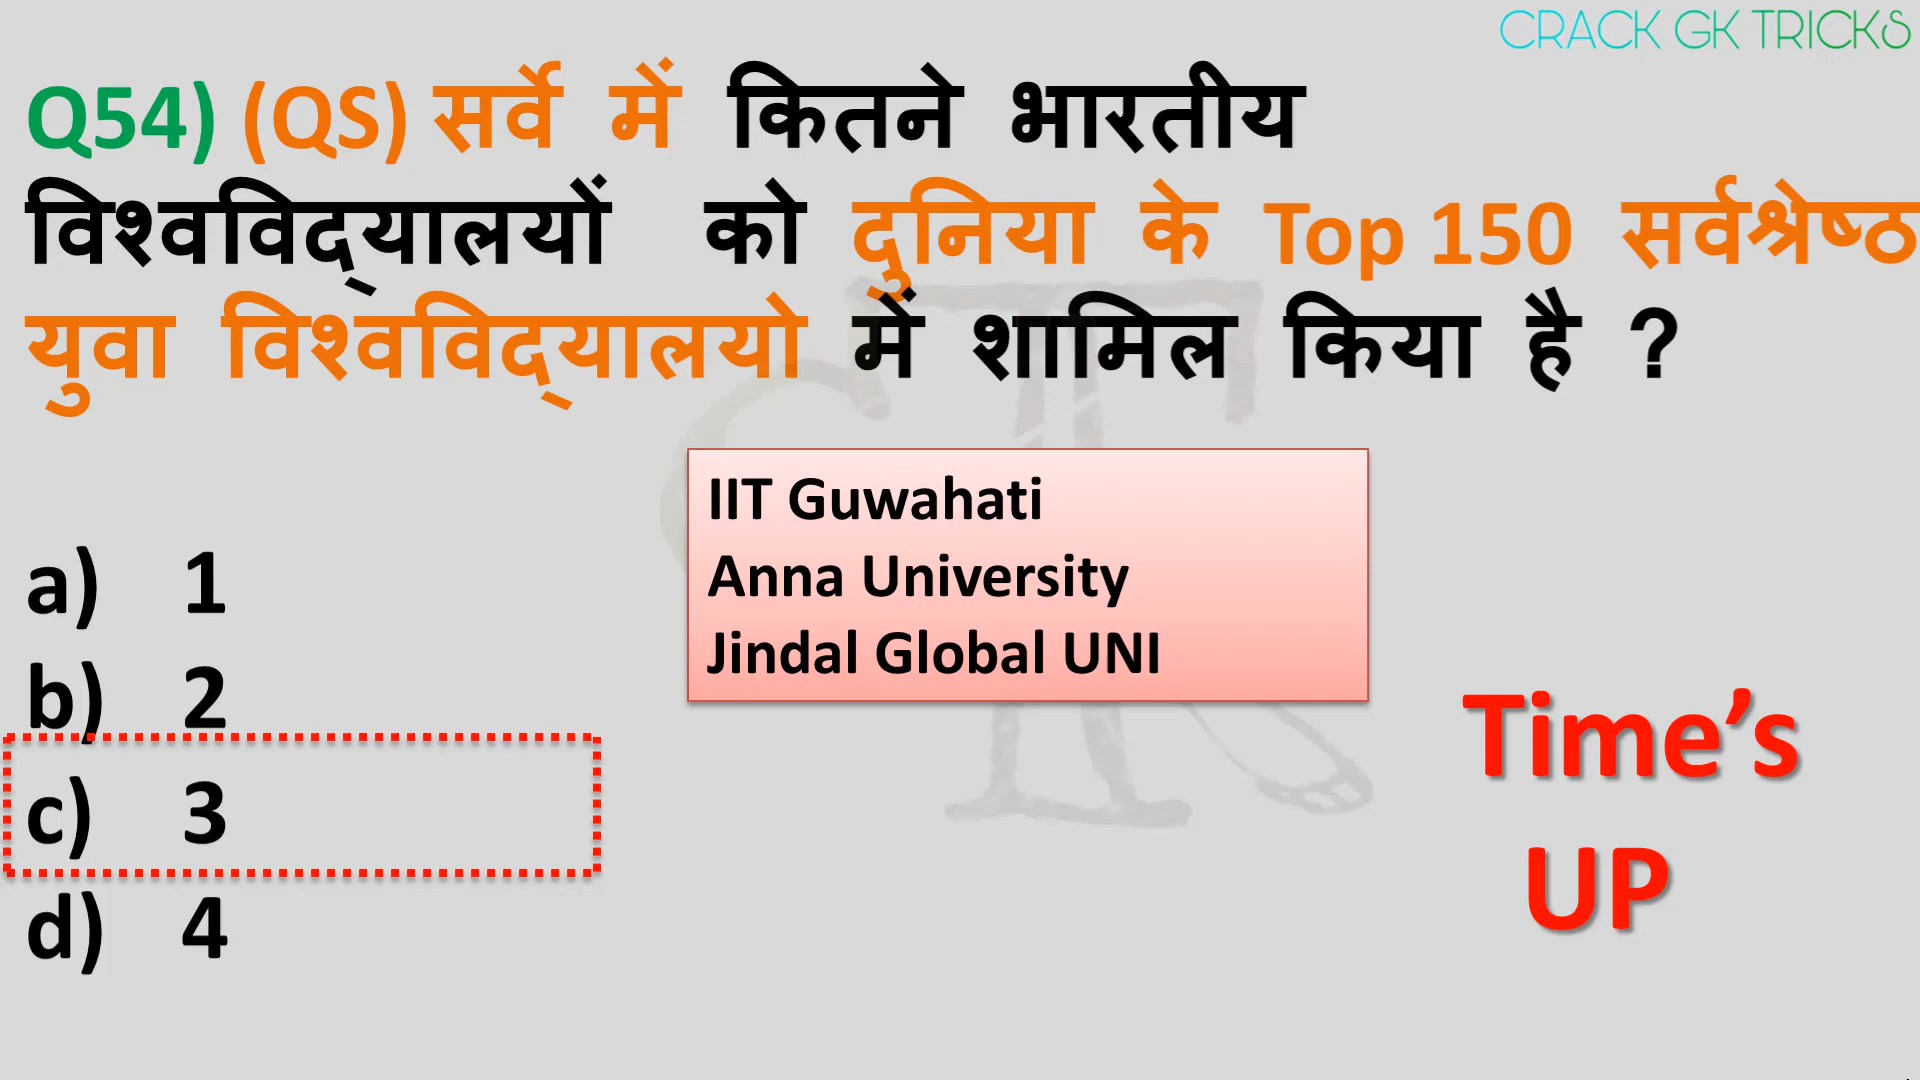 CRACK GK TRICKS
Q54) (QS) सर्वे में कितने भारतीय
विश्वविद्यालयों को दुनिया के Top 150 सर्वश्रेष्ठ
युवा विश्वविद्यालयो में शामिल किया है ?
IIT Guwahati
Anna University
Jindal Global UNI
a) 1
b) 2
c) 3
d) 4
Time’s
UP